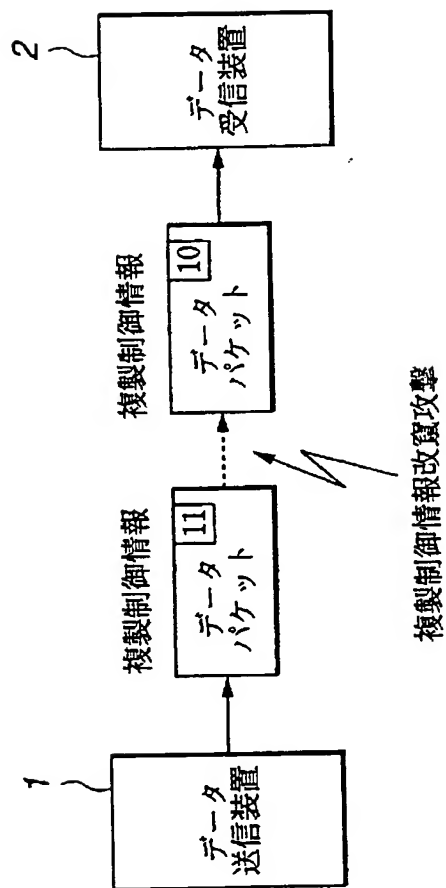 1
データ
送信装置
複製制御情報
11
データ
パケット
複製制御情報改竄攻撃
複製制御情報
10
データ
パケット
2
データ
受信装置